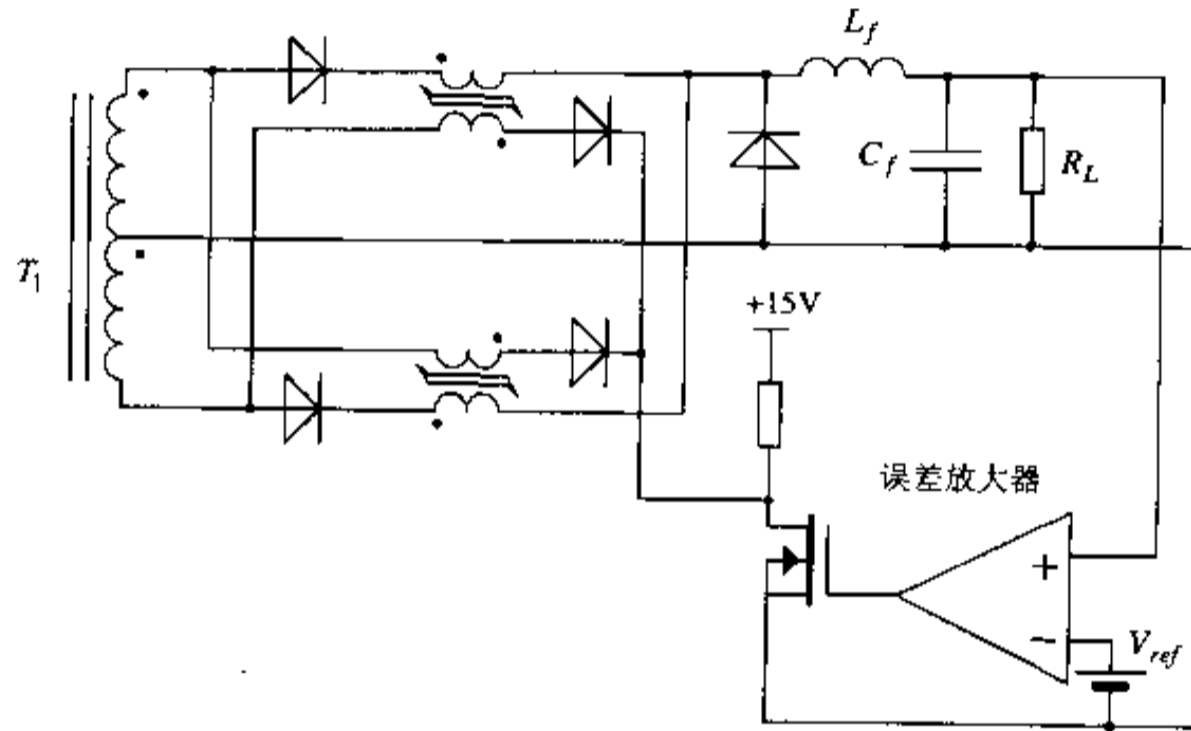 L_f
C_f
R_L
T_1
+15V
误差放大器
+
−
V_ref